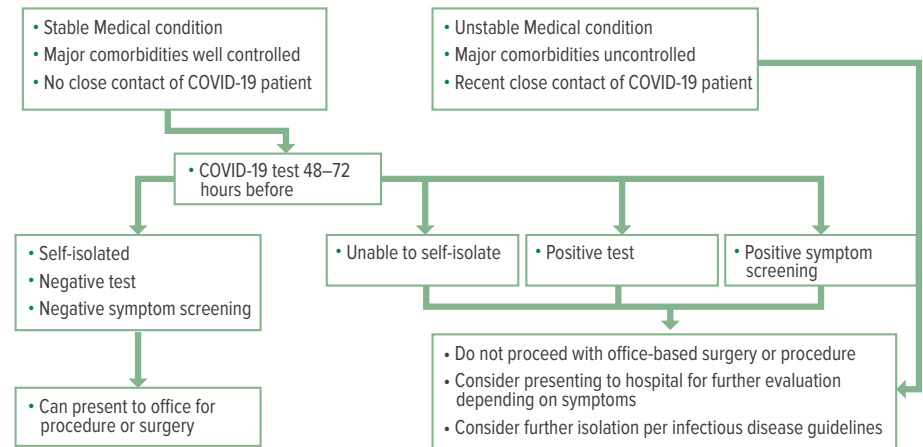 • Stable Medical condition
• Major comorbidities well controlled
• No close contact of COVID-19 patient
• Unstable Medical condition
• Major comorbidities uncontrolled
• Recent close contact of COVID-19 patient
• COVID-19 test 48–72
hours before
• Self-isolated
• Negative test
• Negative symptom screening
• Unable to self-isolate
• Positive test
• Positive symptom
screening
• Can present to office for
procedure or surgery
• Do not proceed with office-based surgery or procedure
• Consider presenting to hospital for further evaluation
depending on symptoms
• Consider further isolation per infectious disease guidelines